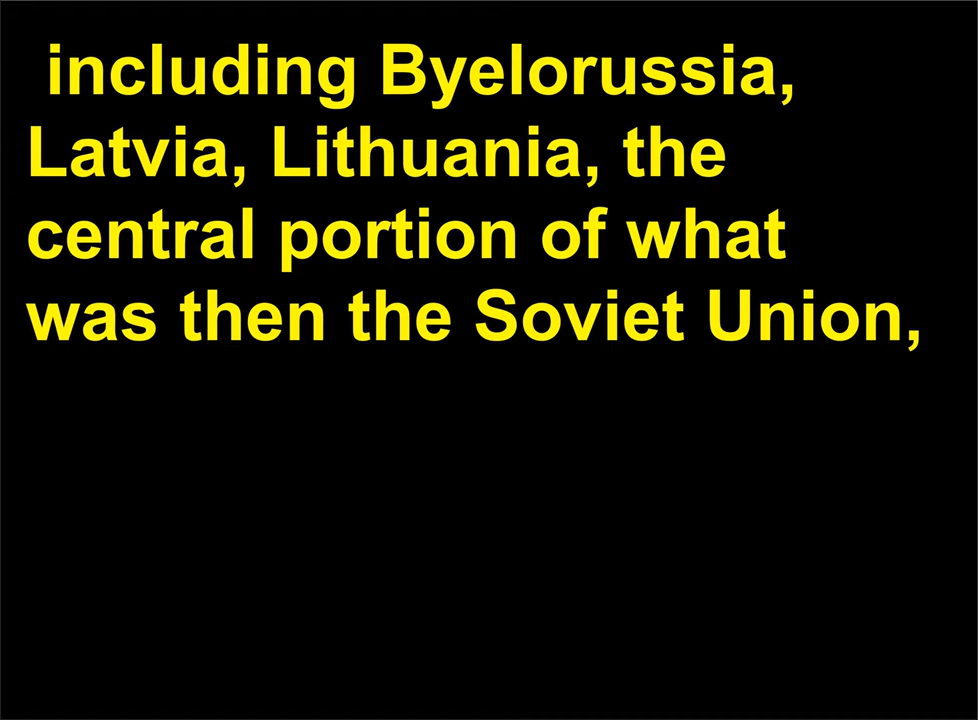 including Byelorussia,
Latvia, Lithuania, the
central portion of what
was then the Soviet Union,